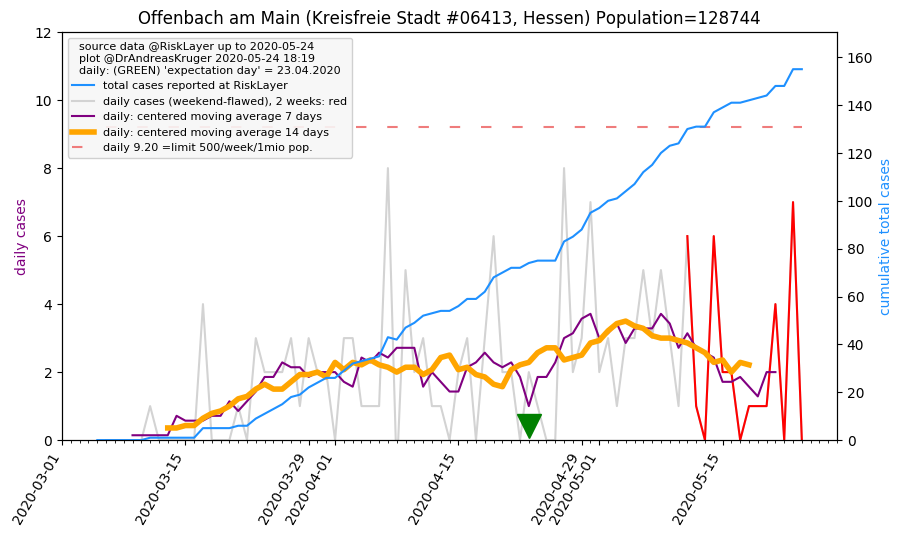 Offenbach am Main (Kreisfreie Stadt #06413, Hessen) Population=128744
source data @RiskLayer up to 2020-05-24
plot @DrAndreasKruger 2020-05-24 18:19
daily: (GREEN) 'expectation day' = 23.04.2020
total cases reported at RiskLayer
daily cases (weekend-flawed), 2 weeks: red
daily: centered moving average 7 days
daily: centered moving average 14 days
daily 9.20 =limit 500/week/1mio pop.
daily cases
12
10
8
6
4
2
0
160
140
120
100
80
60
40
20
0
cumulative total cases
2020-03-01
2020-03-15
2020-03-29
2020-04-01
2020-04-15
2020-04-29
2020-05-01
2020-05-15